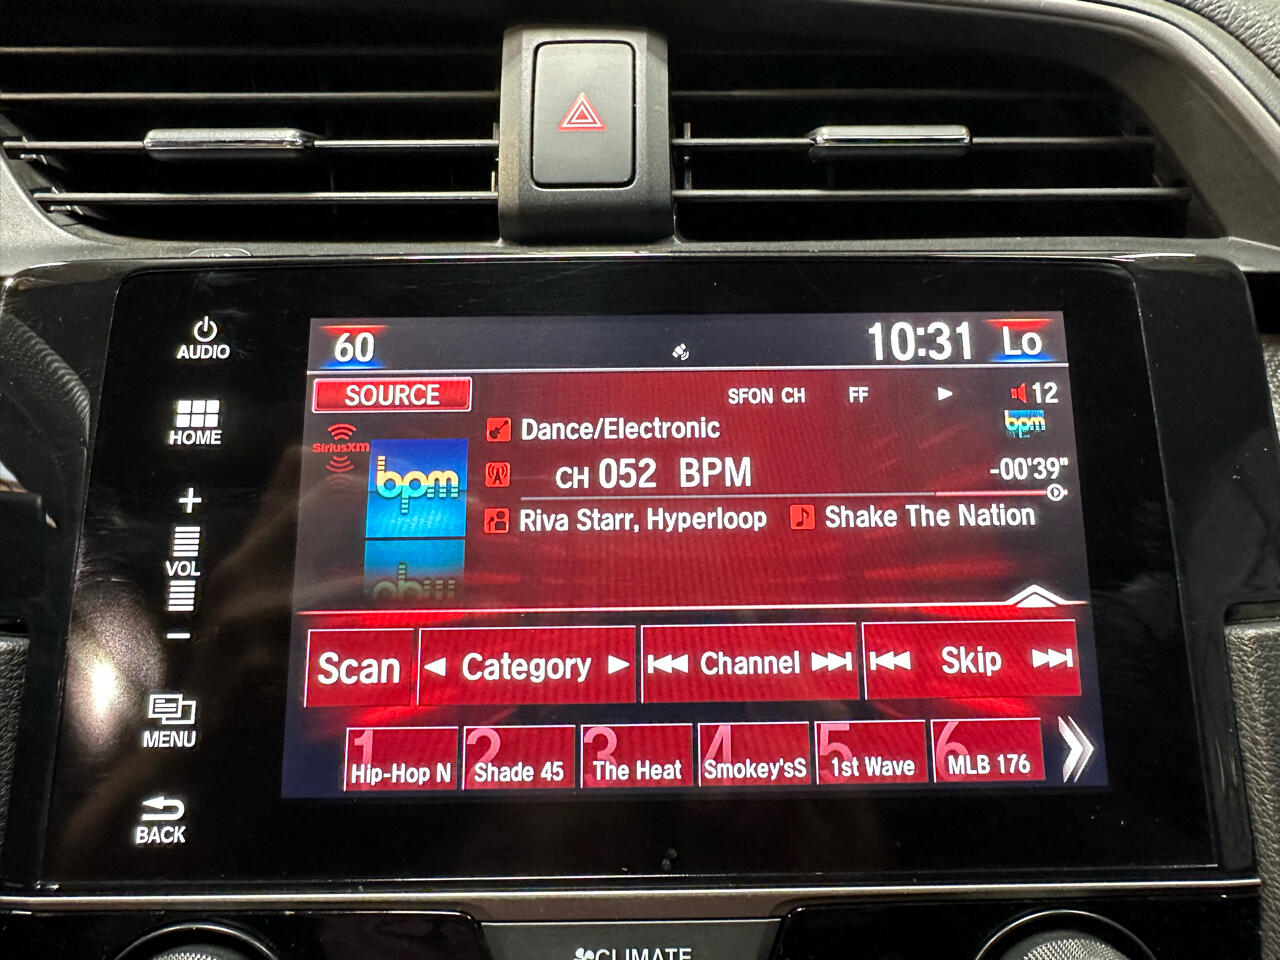 AUDIO
HOME
VOL
MENU
BACK
60
10:31
Lo
SOURCE
SFON CH
FF
12
SiriusXM
bpm
Dance/Electronic
bpm
CH 052 BPM
-00'39"
Riva Starr, Hyperloop
Shake The Nation
Scan
Category
Channel
Skip
1 Hip-Hop N
2 Shade 45
3 The Heat
4 Smokey'sS
5 1st Wave
6 MLB 176
CLIMATE